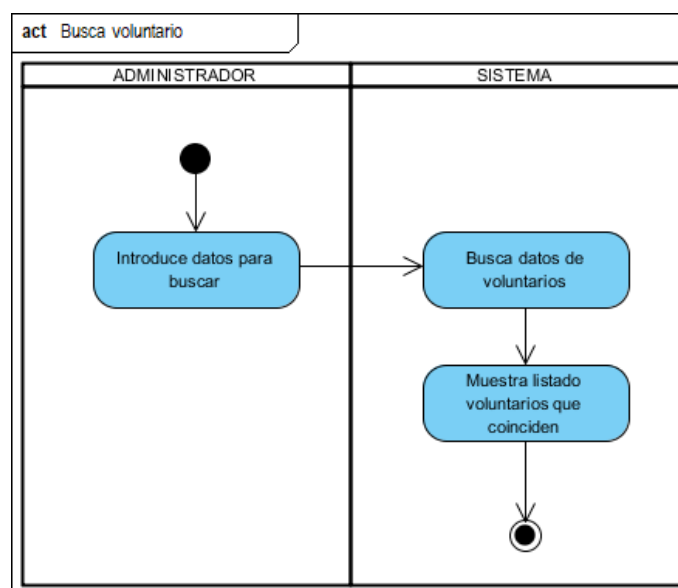 act Busca voluntario
ADMINISTRADOR
SISTEMA
Introduce datos para
buscar
Busca datos de
voluntarios
Muestra listado
voluntarios que
coinciden